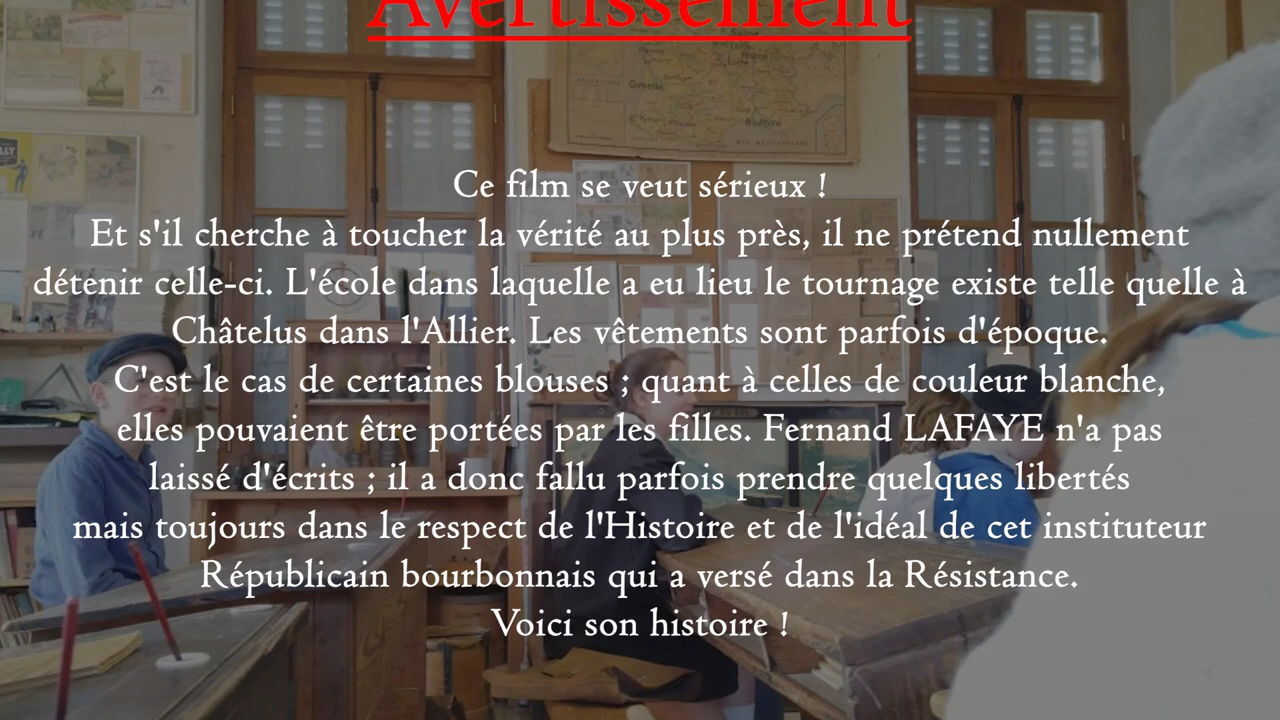 Avertissement
Ce film se veut sérieux !
Et s'il cherche à toucher la vérité au plus près, il ne prétend nullement
détenir celle-ci. L'école dans laquelle a eu lieu le tournage existe telle quelle à
Châtelus dans l'Allier. Les vêtements sont parfois d'époque.
C'est le cas de certaines blouses ; quant à celles de couleur blanche,
elles pouvaient être portées par les filles. Fernand LAFAYE n'a pas
laissé d'écrits ; il a donc fallu parfois prendre quelques libertés
mais toujours dans le respect de l'Histoire et de l'idéal de cet instituteur
Républicain bourbonnais qui a versé dans la Résistance.
Voici son histoire !
Gironde